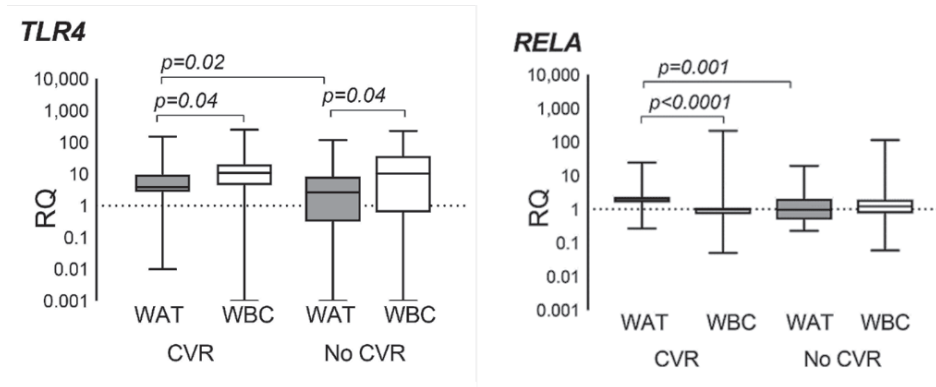 TLR4
p=0.02
p=0.04
p=0.04
10,000
1,000
100
10
1
0.1
0.01
0.001
RQ
WAT WBC WAT WBC
CVR No CVR
RELA
p=0.001
p<0.0001
10,000
1,000
100
10
1
0.1
0.01
0.001
RQ
WAT WBC WAT WBC
CVR No CVR